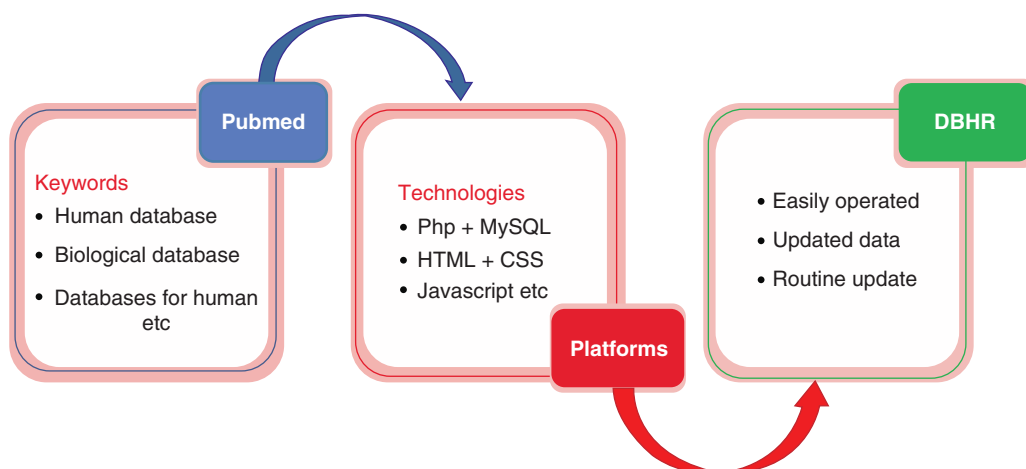 Pubmed
Keywords
• Human database
• Biological database
• Databases for human
etc
Technologies
• Php + MySQL
• HTML + CSS
• Javascript etc
Platforms
DBHR
• Easily operated
• Updated data
• Routine update